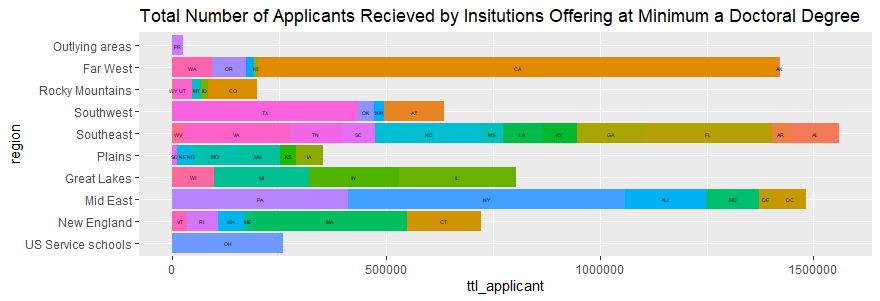 Total Number of Applicants Recieved by Insitutions Offering at Minimum a Doctoral Degree
region
Outlying areas PR
Far West WA OR HI CA AK
Rocky Mountains WY UT MT ID CO
Southwest TX OK NM AZ
Southeast WV VA TN SC NC MS LA KY GA FL AR AL
Plains SD NE ND MO MN KS IA
Great Lakes WI MI IN IL
Mid East PA NY NJ MD DE DC
New England VT RI NH ME MA CT
US Service schools OH
0 500000 1000000 1500000
ttl_applicant